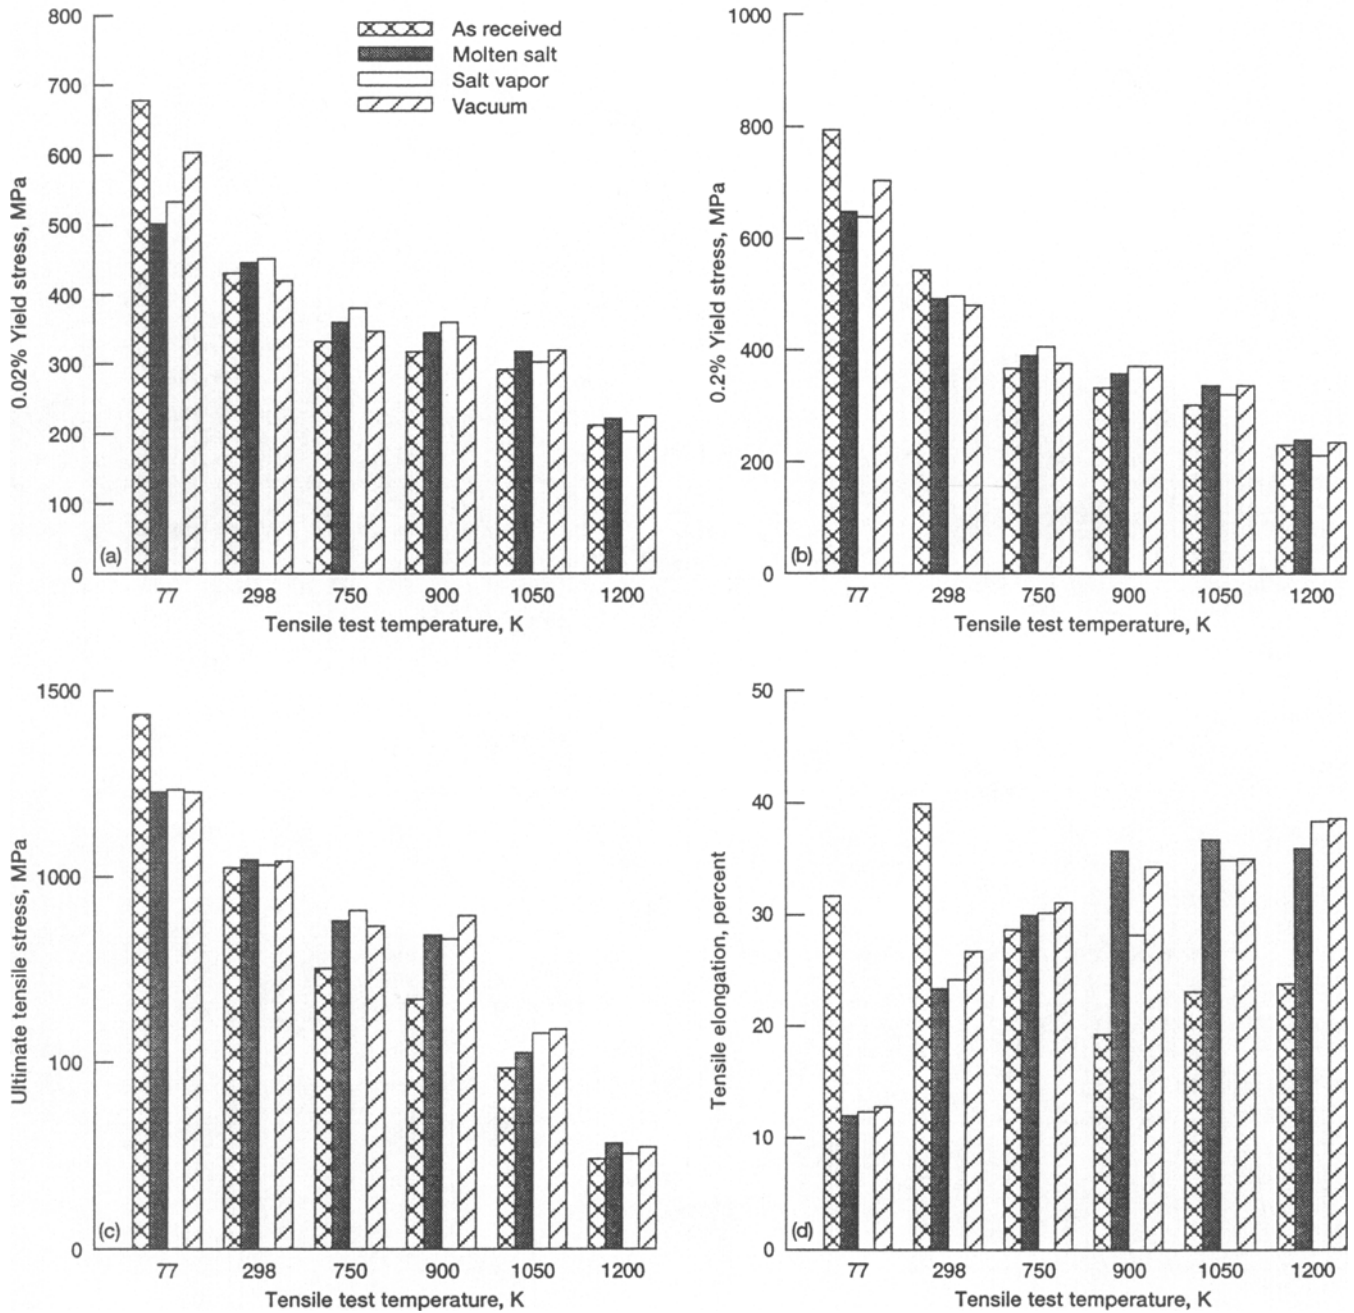 800
700
600
500
400
300
200
100
0
0.02% Yield stress, MPa
As received
Molten salt
Salt vapor
Vacuum
(a)
77 298 750 900 1050 1200
Tensile test temperature, K
1000
800
600
400
200
0
0.2% Yield stress, MPa
(b)
77 298 750 900 1050 1200
Tensile test temperature, K
1500
1000
100
0
Ultimate tensile stress, MPa
(c)
77 298 750 900 1050 1200
Tensile test temperature, K
50
40
30
20
10
0
Tensile elongation, percent
(d)
77 298 750 900 1050 1200
Tensile test temperature, K